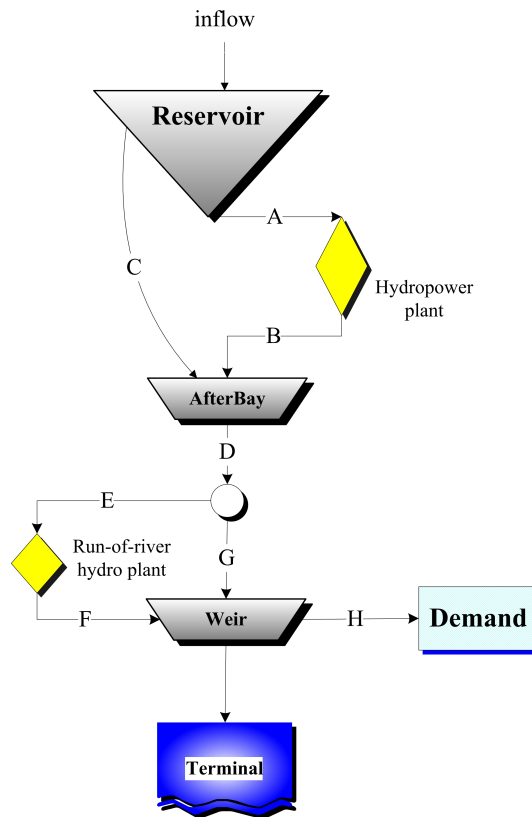 inflow
Reservoir
A
C
Hydropower
plant
B
AfterBay
D
E
Run-of-river
hydro plant
G
F
Weir
H
Demand
Terminal